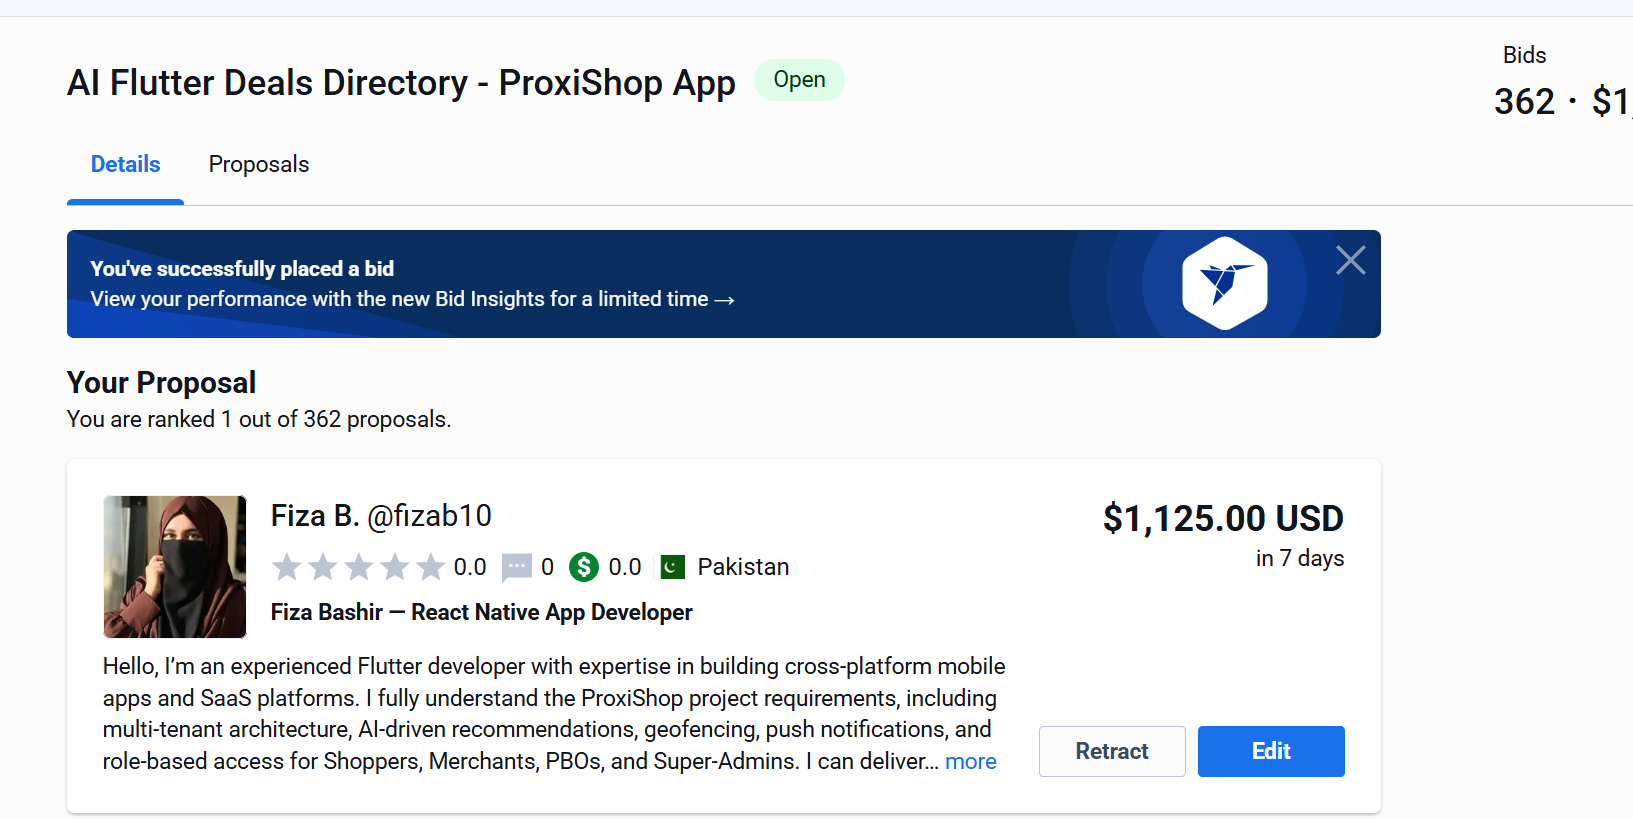 AI Flutter Deals Directory - ProxiShop App
Open
Bids
362 · $1,
Details
Proposals
You've successfully placed a bid
View your performance with the new Bid Insights for a limited time →
Your Proposal
You are ranked 1 out of 362 proposals.
Fiza B. @fizab10
$1,125.00 USD
0.0 0 0.0 Pakistan
in 7 days
Fiza Bashir — React Native App Developer
Hello, I’m an experienced Flutter developer with expertise in building cross-platform mobile
apps and SaaS platforms. I fully understand the ProxiShop project requirements, including
multi-tenant architecture, AI-driven recommendations, geofencing, push notifications, and
role-based access for Shoppers, Merchants, PBOs, and Super-Admins. I can deliver... more
Retract
Edit